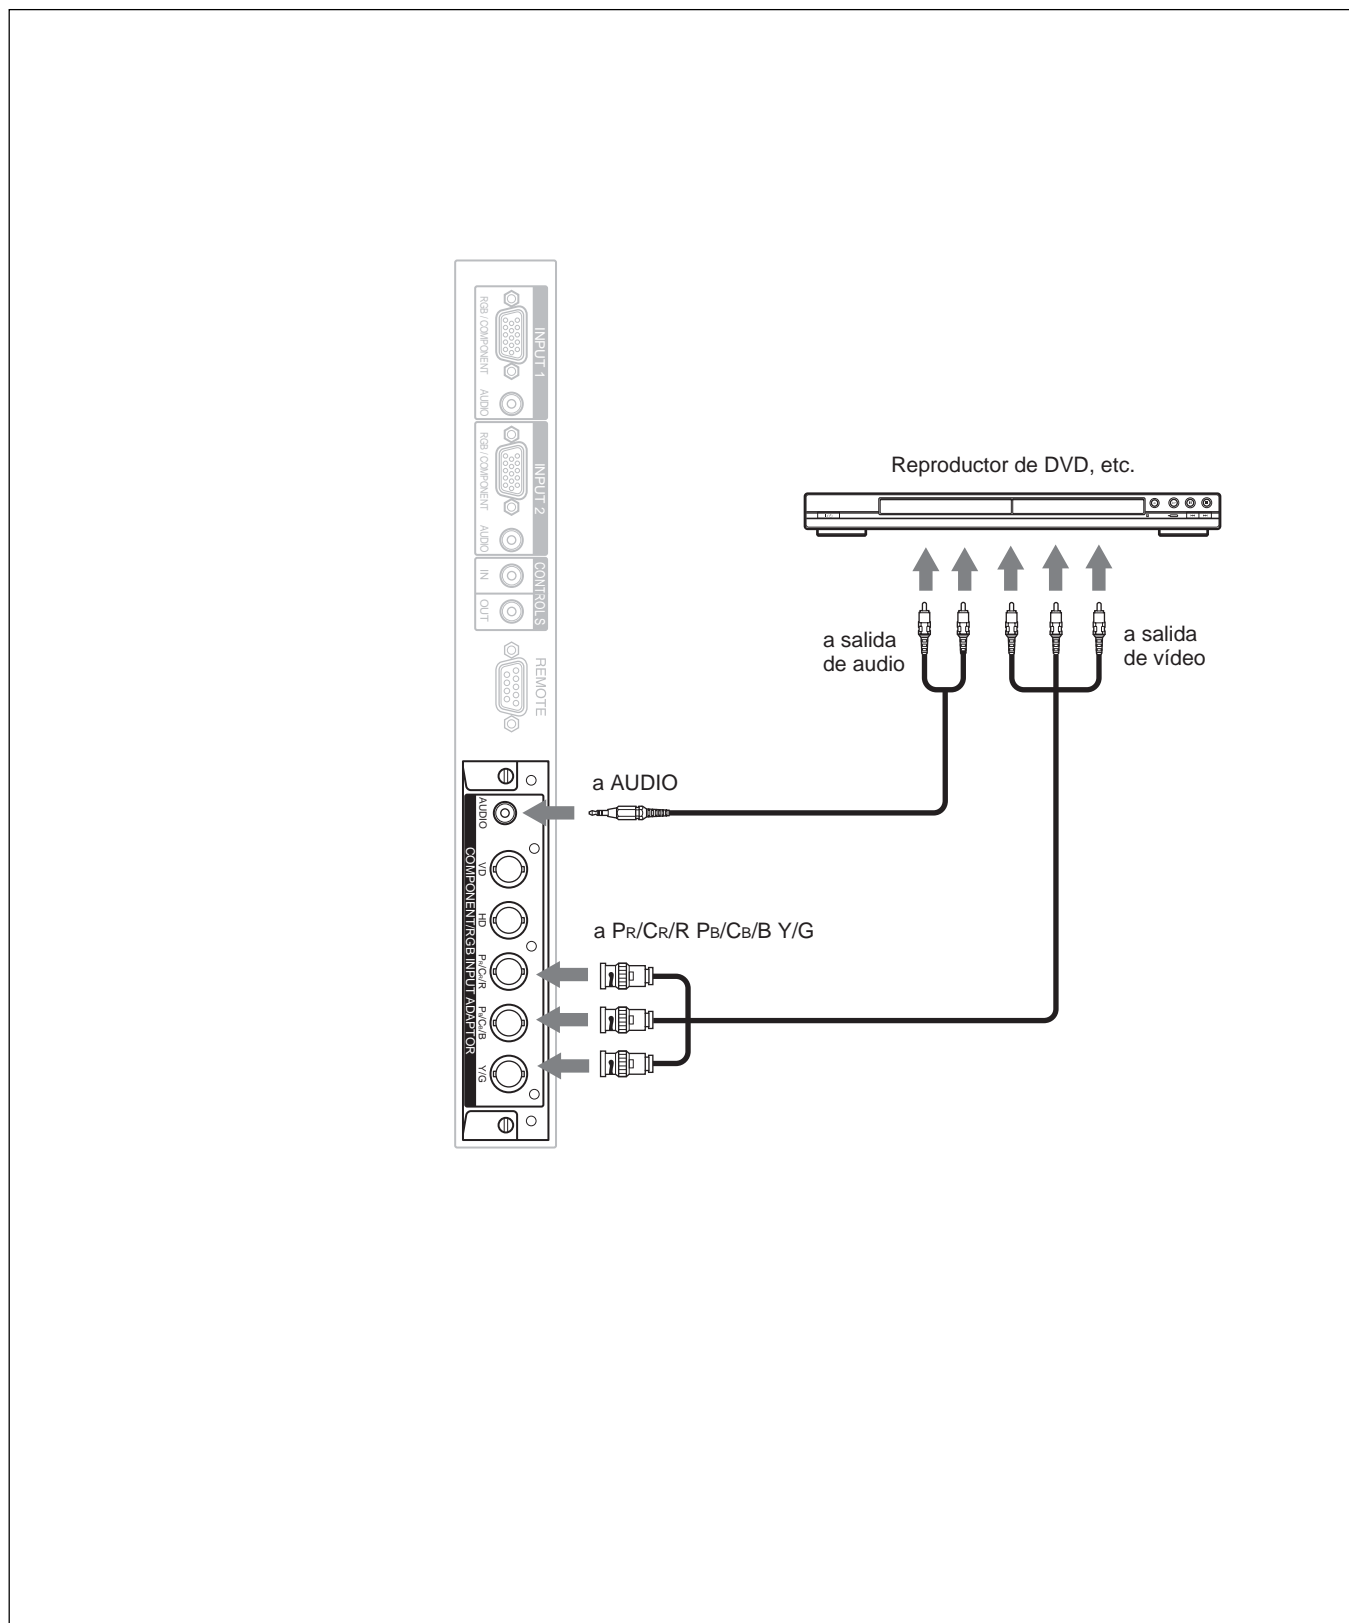 INPUT 1
RGB / COMPONENT
AUDIO
INPUT 2
RGB / COMPONENT
AUDIO
CONTROLS
IN
OUT
REMOTE
AUDIO
VD
HD
PR/CR/R
PB/CB/B
Y/G
COMPONENT/RGB INPUT ADAPTOR
Reproductor de DVD, etc.
a salida
de audio
a salida
de vídeo
a AUDIO
a PR/CR/R PB/CB/B Y/G